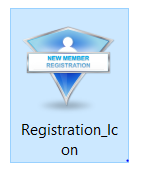 NEW MEMBER
REGISTRATION
Registration_Ic
on